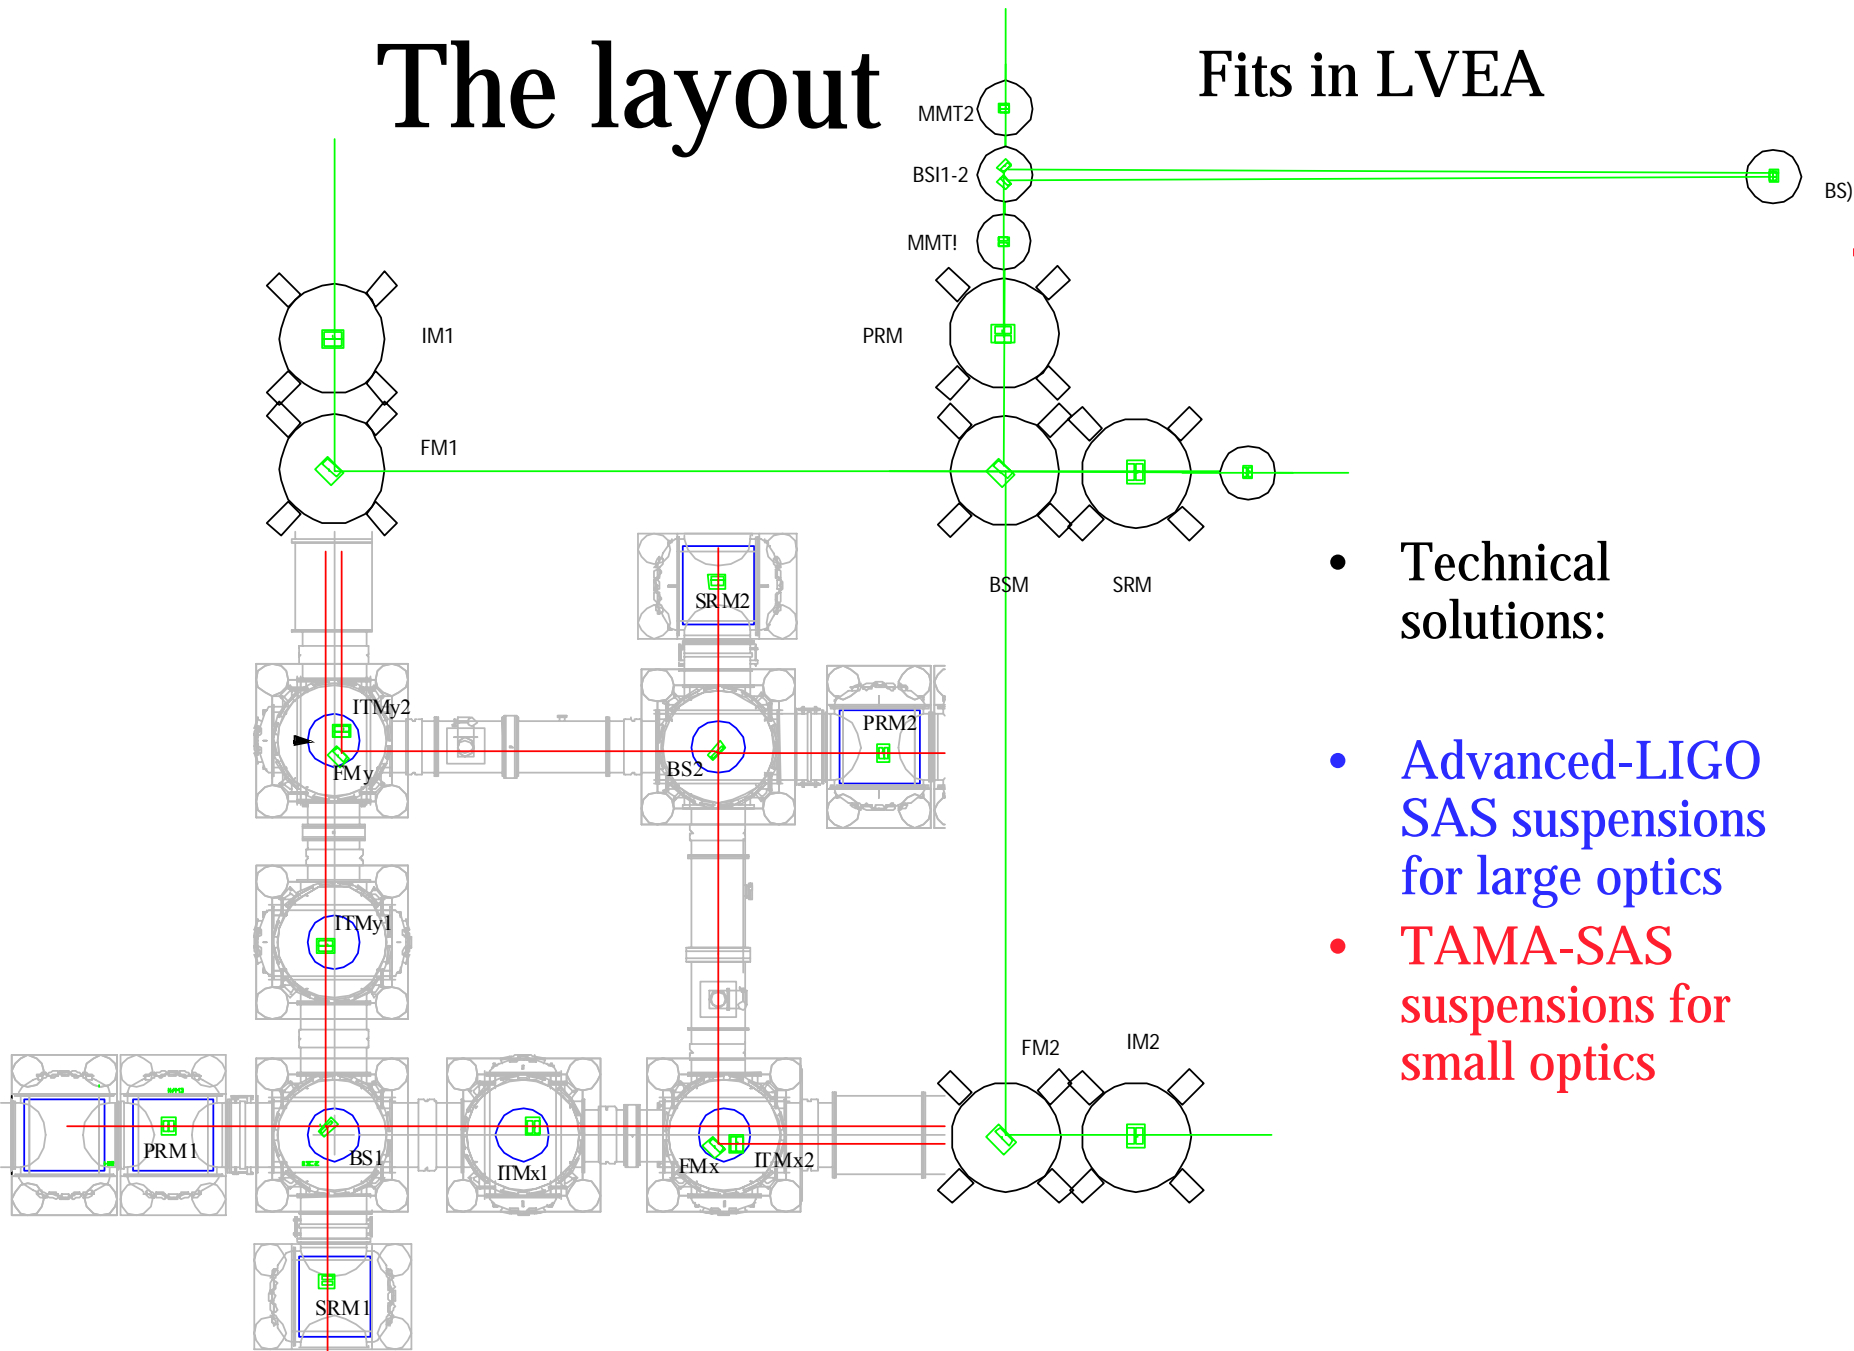 The layout
Fits in LVEA
MMT2
BSI1-2
BS)
MMT!
IM1
PRM
FM1
BSM
SRM
• Technical
solutions:
SRM2
ITMy2
PRM2
FMy
BS2
• Advanced-LIGO
SAS suspensions
for large optics
ITMy1
• TAMA-SAS
suspensions for
small optics
FM2
IM2
PRM1
BS1
ITMx1
FMx
ITMx2
SRM1